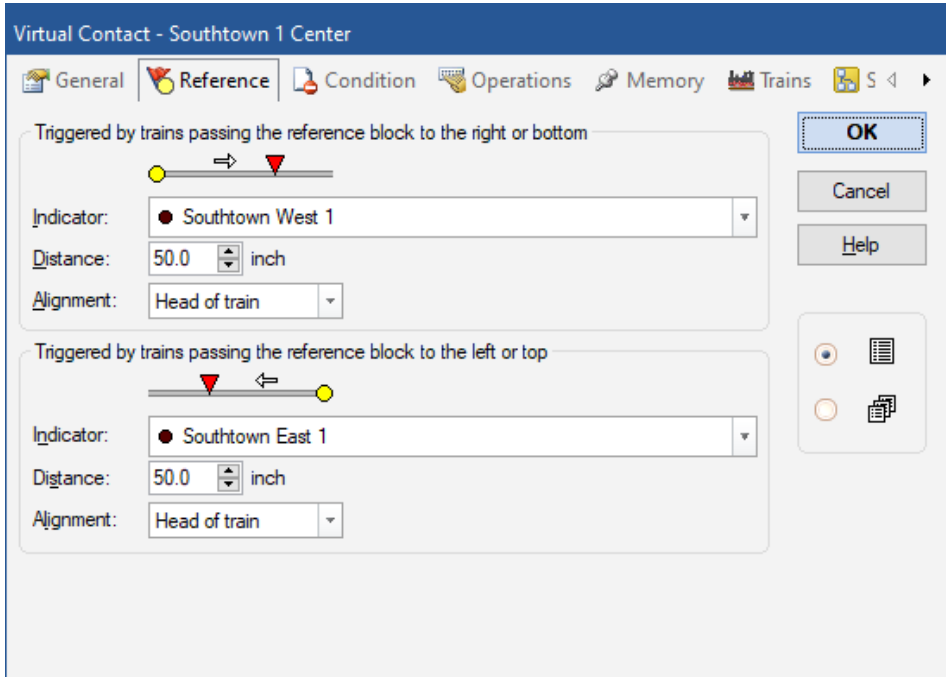 Virtual Contact - Southtown 1 Center
General Reference Condition Operations Memory Trains S
Triggered by trains passing the reference block to the right or bottom
OK
Indicator: Southtown West 1
Cancel
Distance: 50.0 inch
Help
Alignment: Head of train
Triggered by trains passing the reference block to the left or top
Indicator: Southtown East 1
Distance: 50.0 inch
Alignment: Head of train